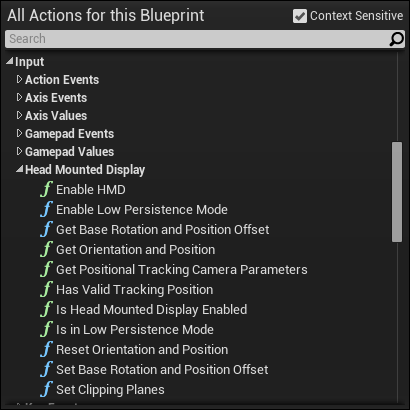 All Actions for this Blueprint
Context Sensitive
Search
Input
Action Events
Axis Events
Axis Values
Gamepad Events
Gamepad Values
Head Mounted Display
f Enable HMD
f Enable Low Persistence Mode
f Get Base Rotation and Position Offset
f Get Orientation and Position
f Get Positional Tracking Camera Parameters
f Has Valid Tracking Position
f Is Head Mounted Display Enabled
f Is in Low Persistence Mode
f Reset Orientation and Position
f Set Base Rotation and Position Offset
f Set Clipping Planes